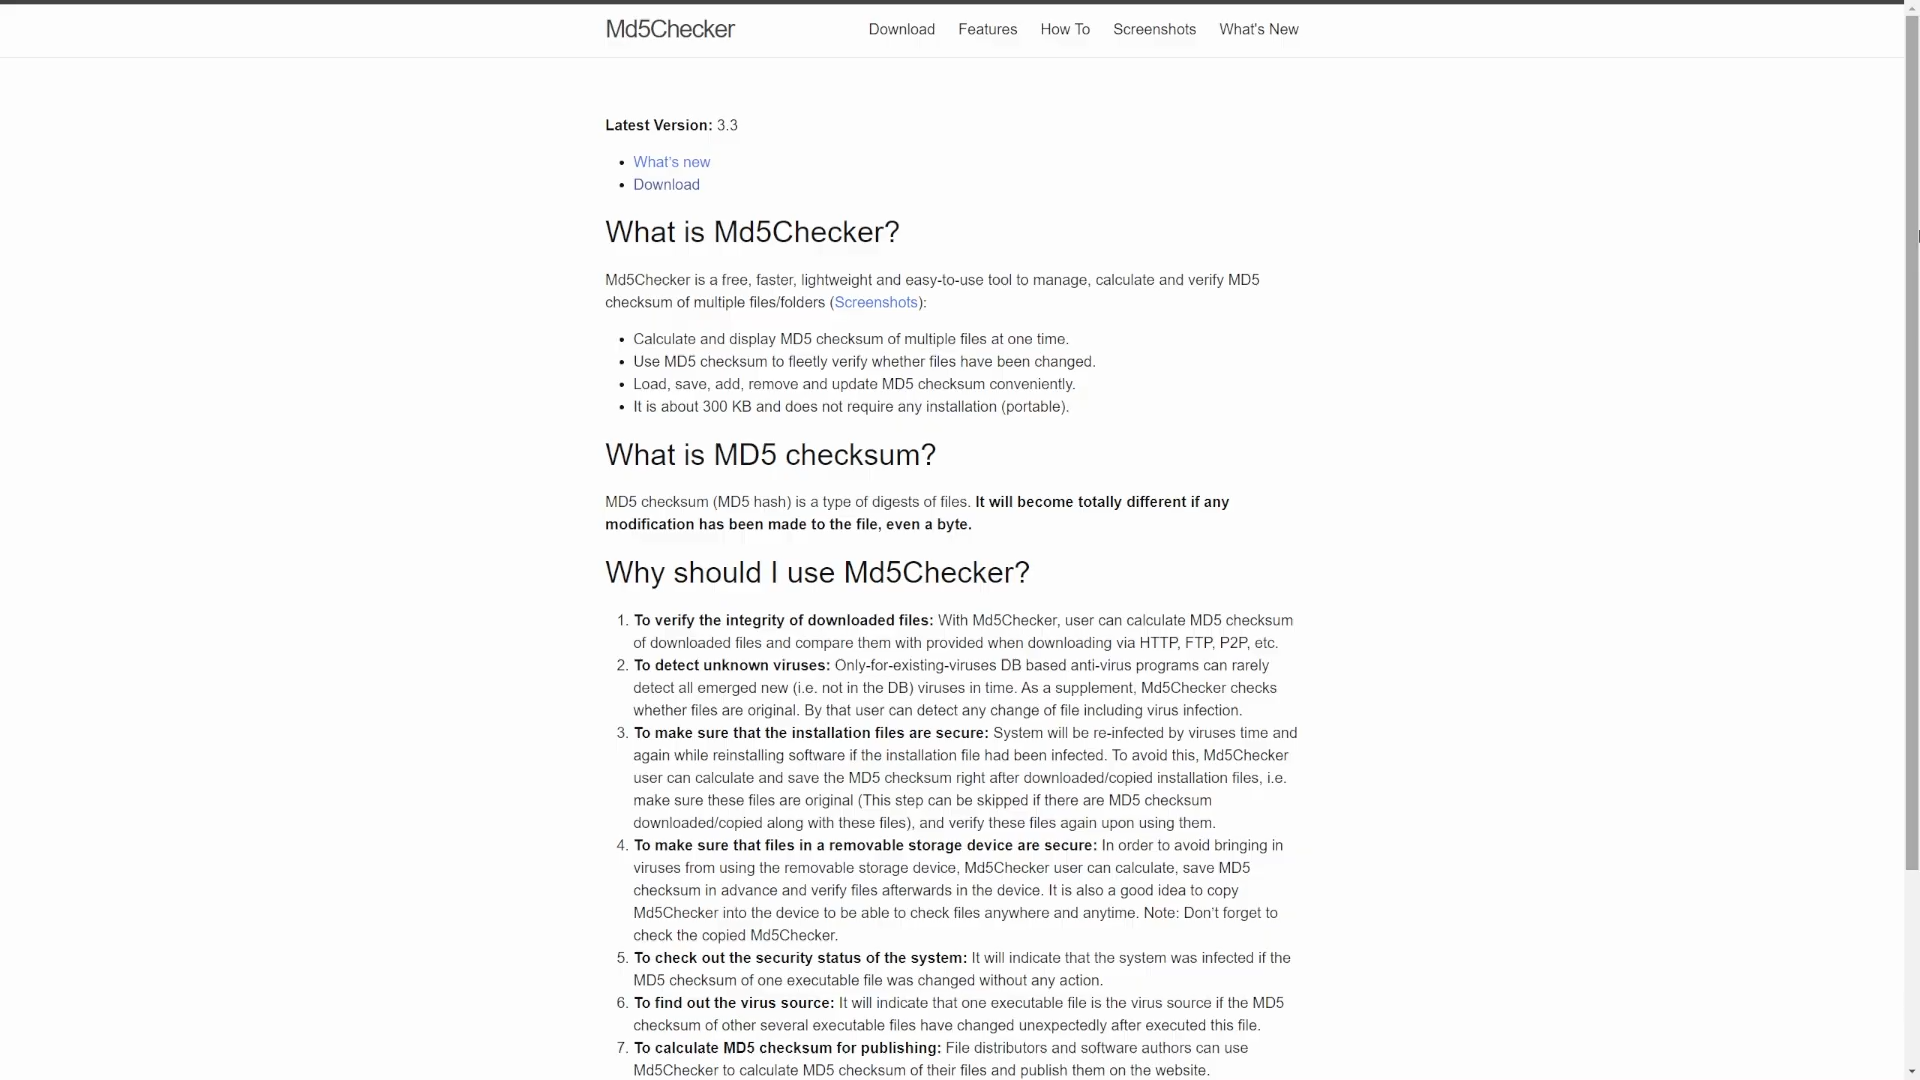 Md5Checker
Download Features How To Screenshots What's New
Latest Version: 3.3
• What's new
• Download
What is Md5Checker?
Md5Checker is a free, faster, lightweight and easy-to-use tool to manage, calculate and verify MD5
checksum of multiple files/folders (Screenshots):
• Calculate and display MD5 checksum of multiple files at one time.
• Use MD5 checksum to fleetly verify whether files have been changed.
• Load, save, add, remove and update MD5 checksum conveniently.
• It is about 300 KB and does not require any installation (portable).
What is MD5 checksum?
MD5 checksum (MD5 hash) is a type of digests of files. It will become totally different if any
modification has been made to the file, even a byte.
Why should I use Md5Checker?
1. To verify the integrity of downloaded files: With Md5Checker, user can calculate MD5 checksum
of downloaded files and compare them with provided when downloading via HTTP, FTP, P2P, etc.
2. To detect unknown viruses: Only-for-existing-viruses DB based anti-virus programs can rarely
detect all emerged new (i.e. not in the DB) viruses in time. As a supplement, Md5Checker checks
whether files are original. By that user can detect any change of file including virus infection.
3. To make sure that the installation files are secure: System will be re-infected by viruses time and
again while reinstalling software if the installation file had been infected. To avoid this, Md5Checker
user can calculate and save the MD5 checksum right after downloaded/copied installation files, i.e.
make sure these files are original (This step can be skipped if there are MD5 checksum
downloaded/copied along with these files), and verify these files again upon using them.
4. To make sure that files in a removable storage device are secure: In order to avoid bringing in
viruses from using the removable storage device, Md5Checker user can calculate, save MD5
checksum in advance and verify files afterwards in the device. It is also a good idea to copy
Md5Checker into the device to be able to check files anywhere and anytime. Note: Don't forget to
check the copied Md5Checker.
5. To check out the security status of the system: It will indicate that the system was infected if the
MD5 checksum of one executable file was changed without any action.
6. To find out the virus source: It will indicate that one executable file is the virus source if the MD5
checksum of other several executable files have changed unexpectedly after executed this file.
7. To calculate MD5 checksum for publishing: File distributors and software authors can use
Md5Checker to calculate MD5 checksum of their files and publish them on the website.